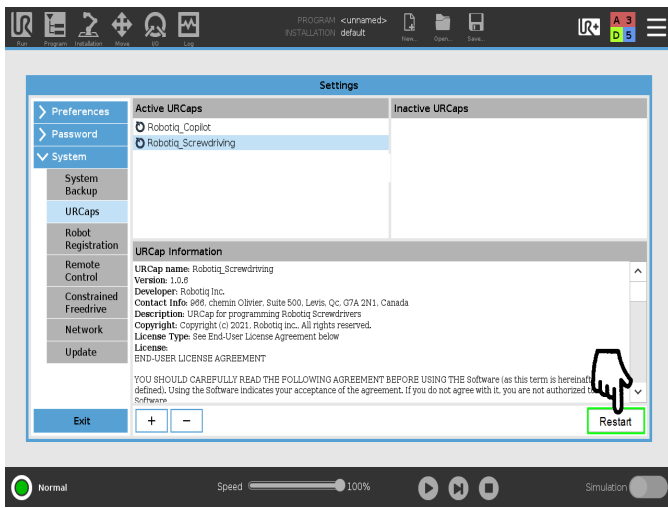 PROGRAM <unnamed>
INSTALLATION default
UR
Run
Program
Installation
Move
I/O
Log
New...
Open...
Save...
UR+
A 3
D 5
Settings
Preferences
Password
System
System
Backup
URCaps
Robot
Registration
Remote
Control
Constrained
Freedrive
Network
Update
Exit
Active URCaps
Robotiq_Copilot
Robotiq_Screwdriving
Inactive URCaps
URCap Information
URCap name: Robotiq_Screwdriving
Version: 1.0.6
Developer: Robotiq Inc.
Contact Info: 966, chemin Olivier, Suite 500, Levis, Qc, G7A 2N1, Canada
Description: URCap for programming Robotiq Screwdrivers
Copyright: Copyright (c) 2021, Robotiq inc.. All rights reserved.
License Type: See End-User License Agreement below
License:
END-USER LICENSE AGREEMENT
YOU SHOULD CAREFULLY READ THE FOLLOWING AGREEMENT BEFORE USING THE Software (as this term is
defined). Using the Software indicates your acceptance of the agreement. If you do not agree with it, you are not authorized
Software
+
−
Restart
Normal
Speed
100%
Simulation